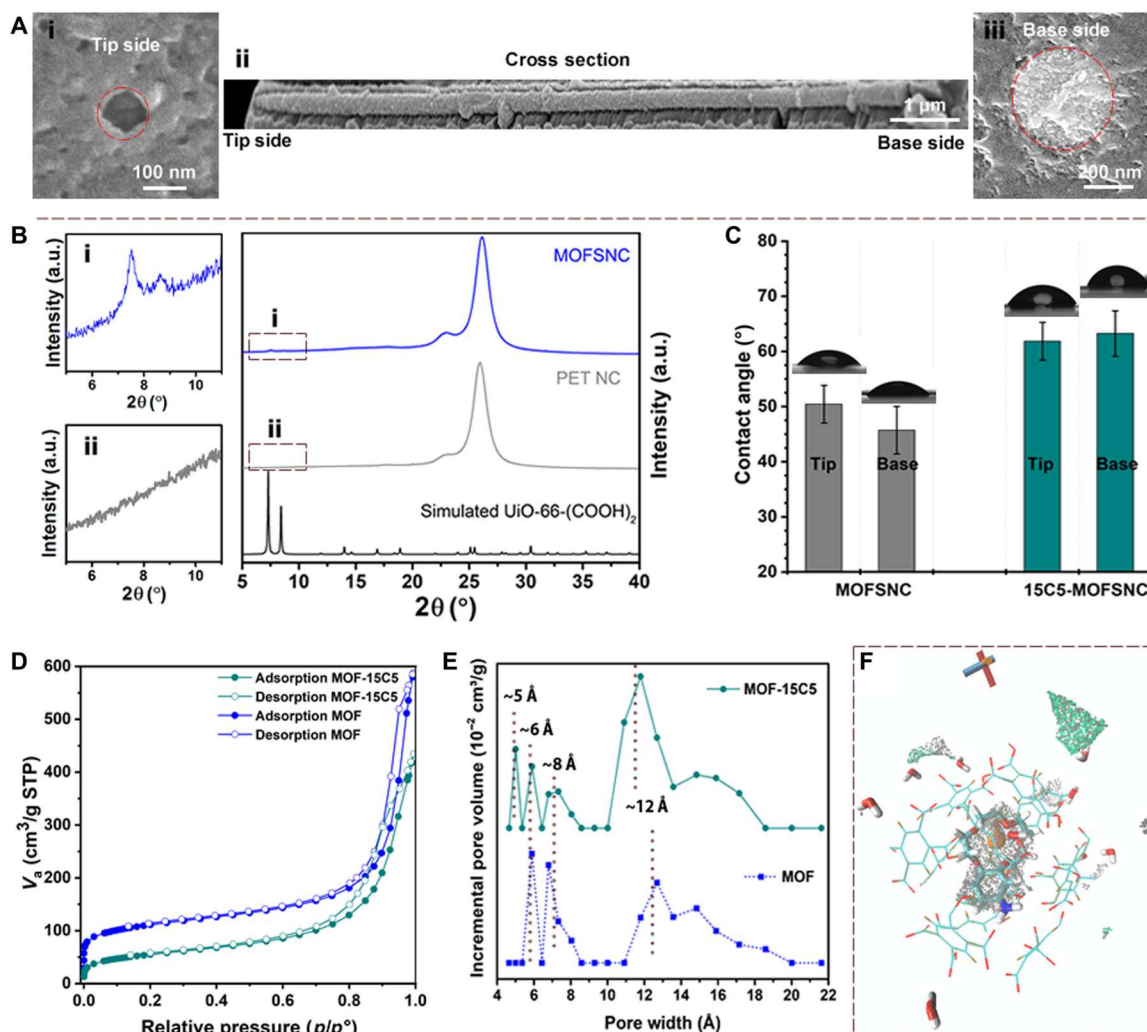 A
i
Tip side
100 nm
ii
Cross section
1 μm
Tip side
Base side
iii
Base side
200 nm
B
i
Intensity (a.u.)
6 8 10
2θ (°)
ii
Intensity (a.u.)
6 8 10
2θ (°)
MOFSNC
i
PET NC
ii
Simulated UiO-66-(COOH)2
5 10 15 20 25 30 35 40
2θ (°)
Intensity (a.u.)
C
Contact angle (°)
80
70
60
50
40
30
20
Tip
Base
Tip
Base
MOFSNC
15C5-MOFSNC
D
Va (cm³/g STP)
600
500
400
300
200
100
0
Adsorption MOF-15C5
Desorption MOF-15C5
Adsorption MOF
Desorption MOF
0.0 0.2 0.4 0.6 0.8 1.0
Relative pressure (p/p°)
E
Incremental pore volume (10⁻² cm³/g)
~5 Å
~6 Å
~8 Å
~12 Å
MOF-15C5
MOF
4 6 8 10 12 14 16 18 20 22
Pore width (Å)
F